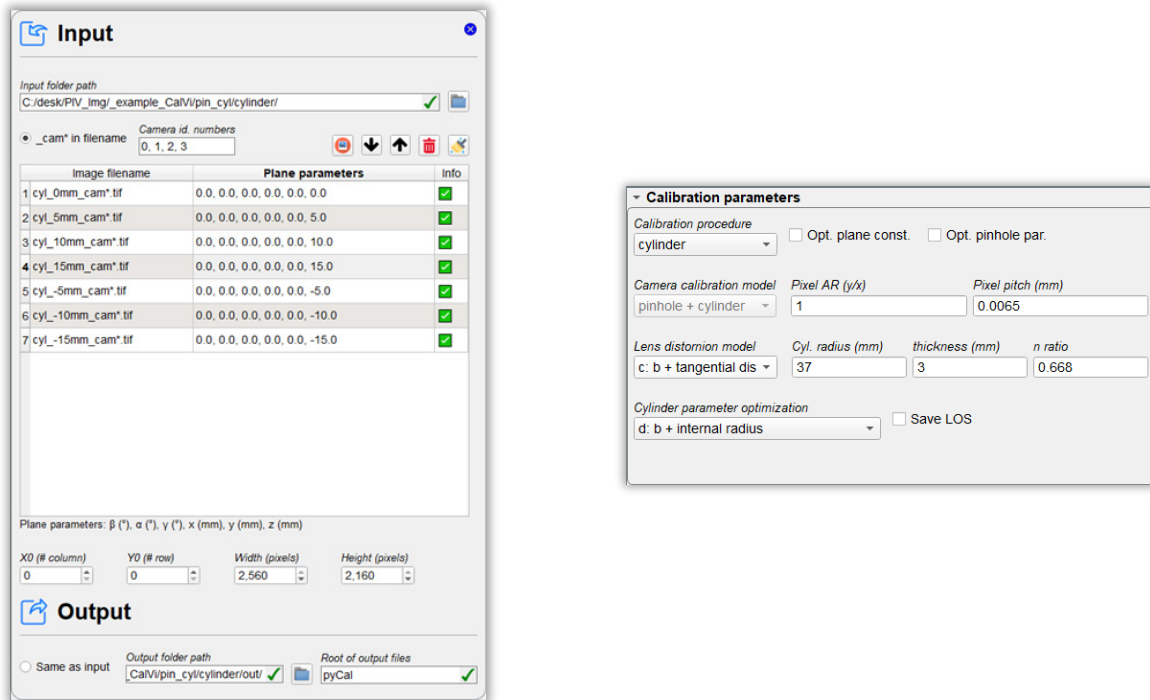 Input
Input folder path
C:/desk/PIV_Img/_example_CalVi/pin_cyl/cylinder/
_cam* in filename
Camera id. numbers
0, 1, 2, 3
Image filename Plane parameters Info
1 cyl_0mm_cam*.tif 0.0, 0.0, 0.0, 0.0, 0.0, 0.0
2 cyl_5mm_cam*.tif 0.0, 0.0, 0.0, 0.0, 0.0, 5.0
3 cyl_10mm_cam*.tif 0.0, 0.0, 0.0, 0.0, 0.0, 10.0
4 cyl_15mm_cam*.tif 0.0, 0.0, 0.0, 0.0, 0.0, 15.0
5 cyl_-5mm_cam*.tif 0.0, 0.0, 0.0, 0.0, 0.0, -5.0
6 cyl_-10mm_cam*.tif 0.0, 0.0, 0.0, 0.0, 0.0, -10.0
7 cyl_-15mm_cam*.tif 0.0, 0.0, 0.0, 0.0, 0.0, -15.0
Plane parameters: β (°), α (°), γ (°), x (mm), y (mm), z (mm)
X0 (# column) Y0 (# row) Width (pixels) Height (pixels)
0 0 2,560 2,160
Output
Same as input
Output folder path Root of output files
_CalVi/pin_cyl/cylinder/out/ pyCal
Calibration parameters
Calibration procedure
cylinder Opt. plane const. Opt. pinhole par.
Camera calibration model Pixel AR (y/x) Pixel pitch (mm)
pinhole + cylinder 1 0.0065
Lens distornion model Cyl. radius (mm) thickness (mm) n ratio
c: b + tangential dis 37 3 0.668
Cylinder parameter optimization
d: b + internal radius Save LOS